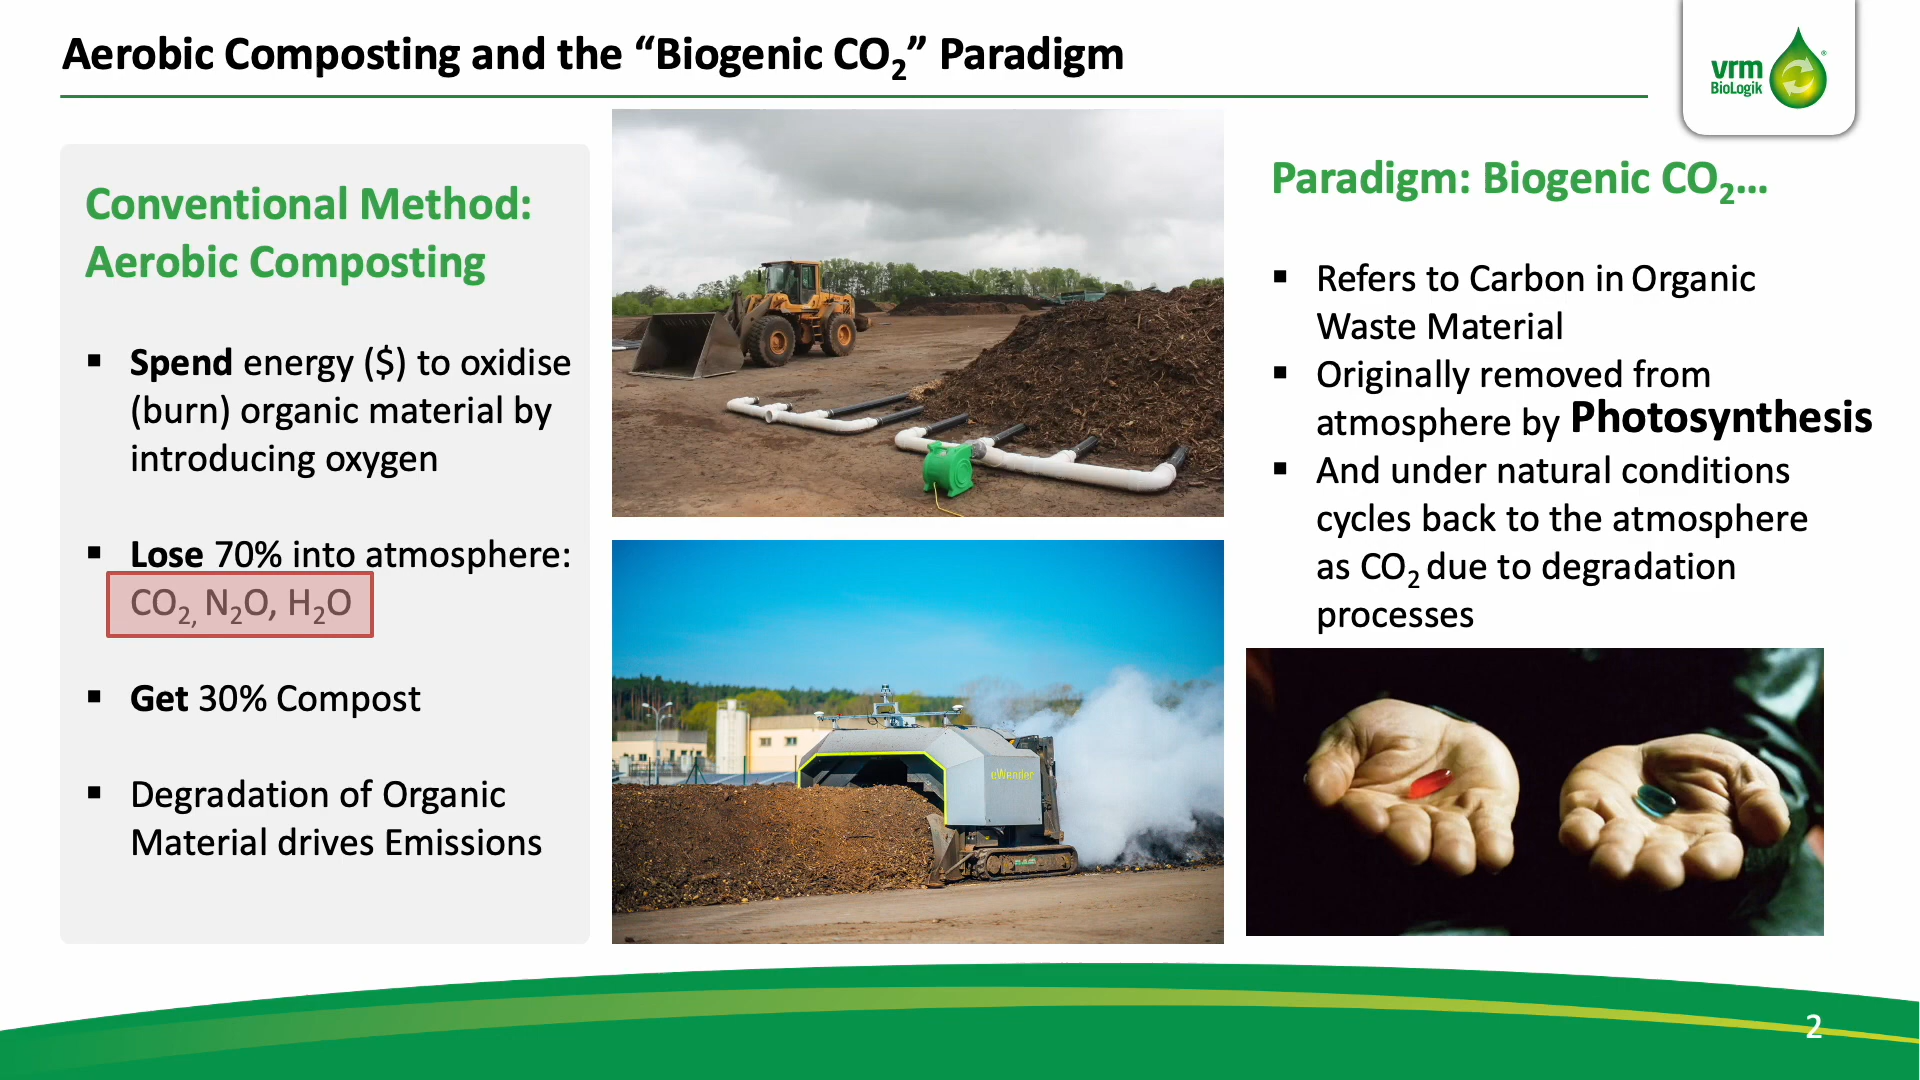 Aerobic Composting and the “Biogenic CO₂” Paradigm
vrm
BioLogik
®
Conventional Method:
Aerobic Composting
▪ Spend energy ($) to oxidise
(burn) organic material by
introducing oxygen
▪ Lose 70% into atmosphere:
CO₂, N₂O, H₂O
▪ Get 30% Compost
▪ Degradation of Organic
Material drives Emissions
eWender
Paradigm: Biogenic CO₂…
▪ Refers to Carbon in Organic
Waste Material
▪ Originally removed from
atmosphere by Photosynthesis
▪ And under natural conditions
cycles back to the atmosphere
as CO₂ due to degradation
processes
2